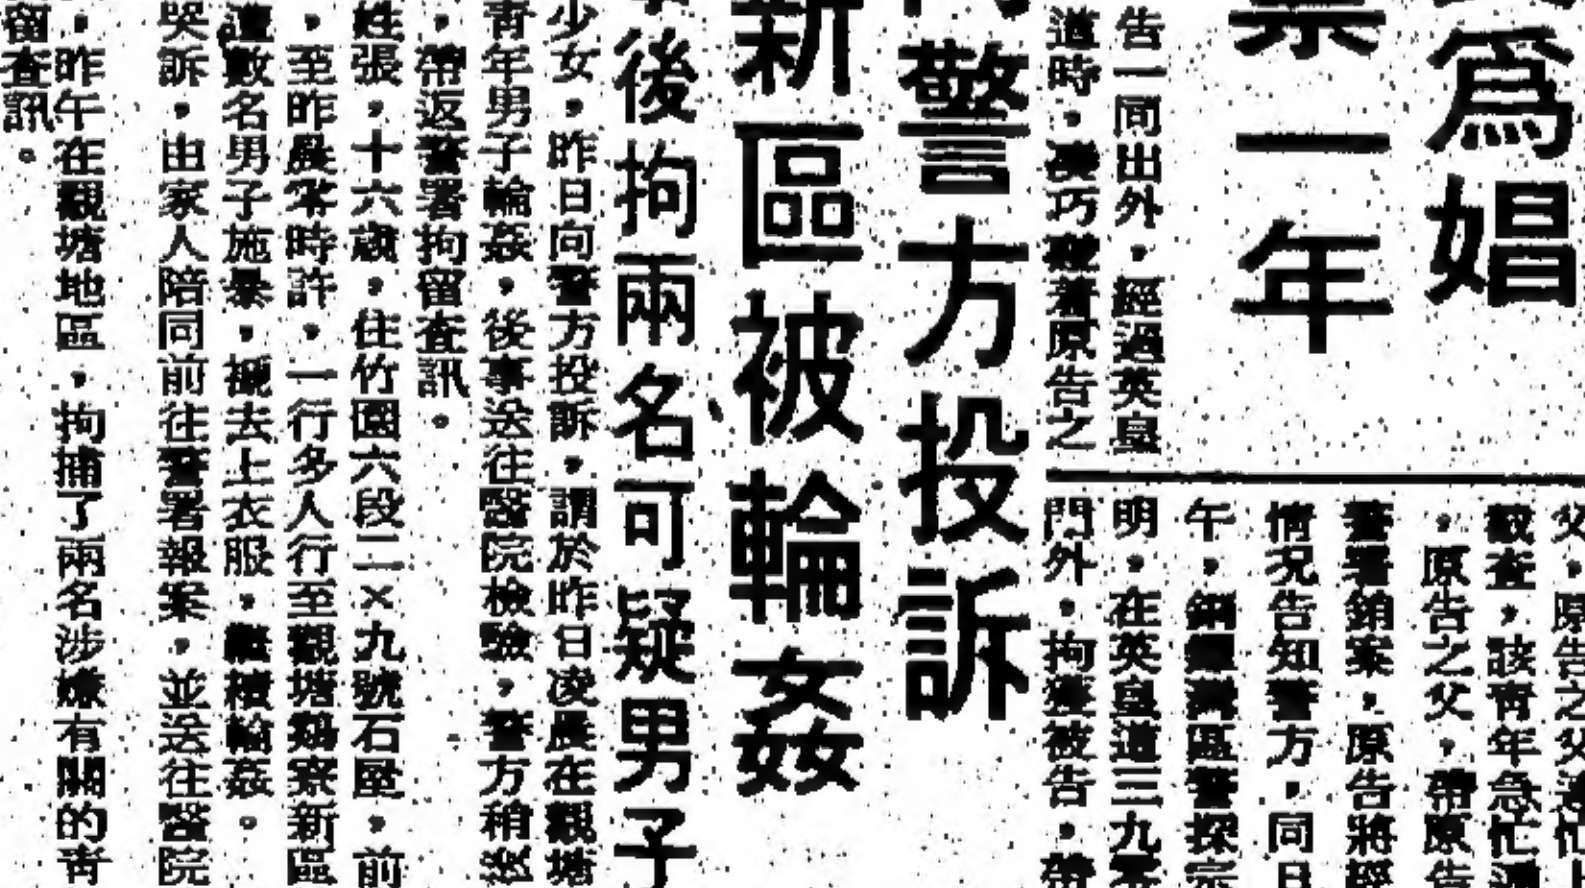 爲娼
一年
警方投訴
新區被輪姦
後拘兩名可疑男子
告一同出外，經過英皇
道時，湊巧碰着原告之
父，原告之父連忙上
截查，該青年急忙
，原告之父，帶原告
警署銷案，原告將經
情況告知警方，同日
午，銅鑼灣區警探
明，在英皇道三九
門外，拘獲被告，帶
少女，昨日向警方投訴，謂於昨日凌晨在觀塘
青年男子輪姦，後事送往醫院檢驗，警方稍
，帶返警署拘留查訊。
姓張，十六歲，住竹園六段二×九號石屋，前
，至昨晨零時許，一行多人行至觀塘鷄寮新區
遭數名男子施暴，搋去上衣服，繼續輪姦。
哭訴，由家人陪同前往警署報案，並送往醫院
，昨午在觀塘地區，拘捕了兩名涉嫌有關的青
留查訊。